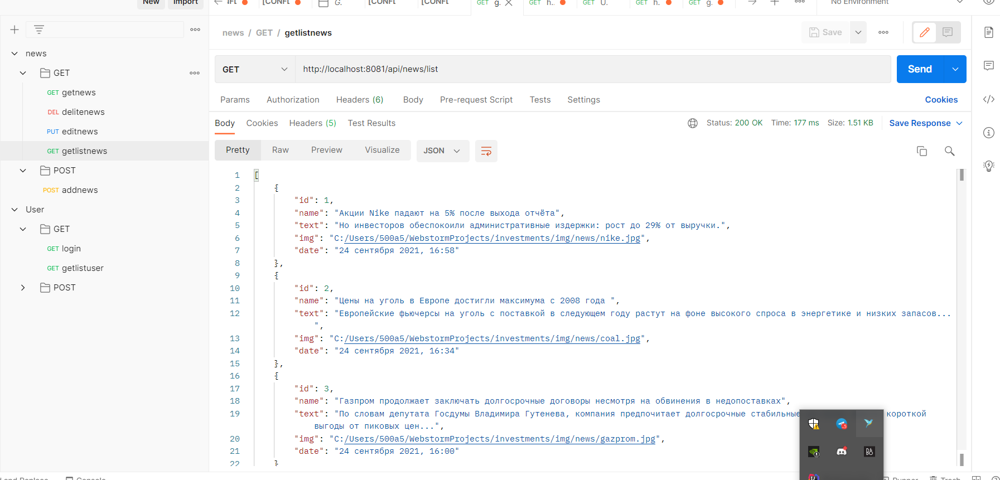 New Import
[CONFL [CONFL [CONFL GET g. GET h. GET U. GET h. GET g. No Environment
news / GET / getlistnews
Save
news
GET
GET getnews
DEL delitenews
PUT editnews
GET getlistnews
POST
POST addnews
User
GET
GET login
GET getlistuser
POST
GET http://localhost:8081/api/news/list Send
Params Authorization Headers (6) Body Pre-request Script Tests Settings Cookies
Body Cookies Headers (5) Test Results Status: 200 OK Time: 177 ms Size: 1.51 KB Save Response
Pretty Raw Preview Visualize JSON
1 [
2 {
3 "id": 1,
4 "name": "Акции Nike падают на 5% после выхода отчёта",
5 "text": "Но инвесторов обеспокоили административные издержки: рост до 29% от выручки.",
6 "img": "C:/Users/500a5/WebstormProjects/investments/img/news/nike.jpg",
7 "date": "24 сентября 2021, 16:58"
8 },
9 {
10 "id": 2,
11 "name": "Цены на уголь в Европе достигли максимума с 2008 года ",
12 "text": "Европейские фьючерсы на уголь с поставкой в следующем году растут на фоне высокого спроса в энергетике и низких запасов...
",
13 "img": "C:/Users/500a5/WebstormProjects/investments/img/news/coal.jpg",
14 "date": "24 сентября 2021, 16:34"
15 },
16 {
17 "id": 3,
18 "name": "Газпром продолжает заключать долгосрочные договоры несмотря на обвинения в недопоставках",
19 "text": "По словам депутата Госдумы Владимира Гутенева, компания предпочитает долгосрочные стабильные короткой
выгоды от пиковых цен...",
20 "img": "C:/Users/500a5/WebstormProjects/investments/img/news/gazprom.jpg",
21 "date": "24 сентября 2021, 16:00"
22 }
and Replace Console Runner Trash